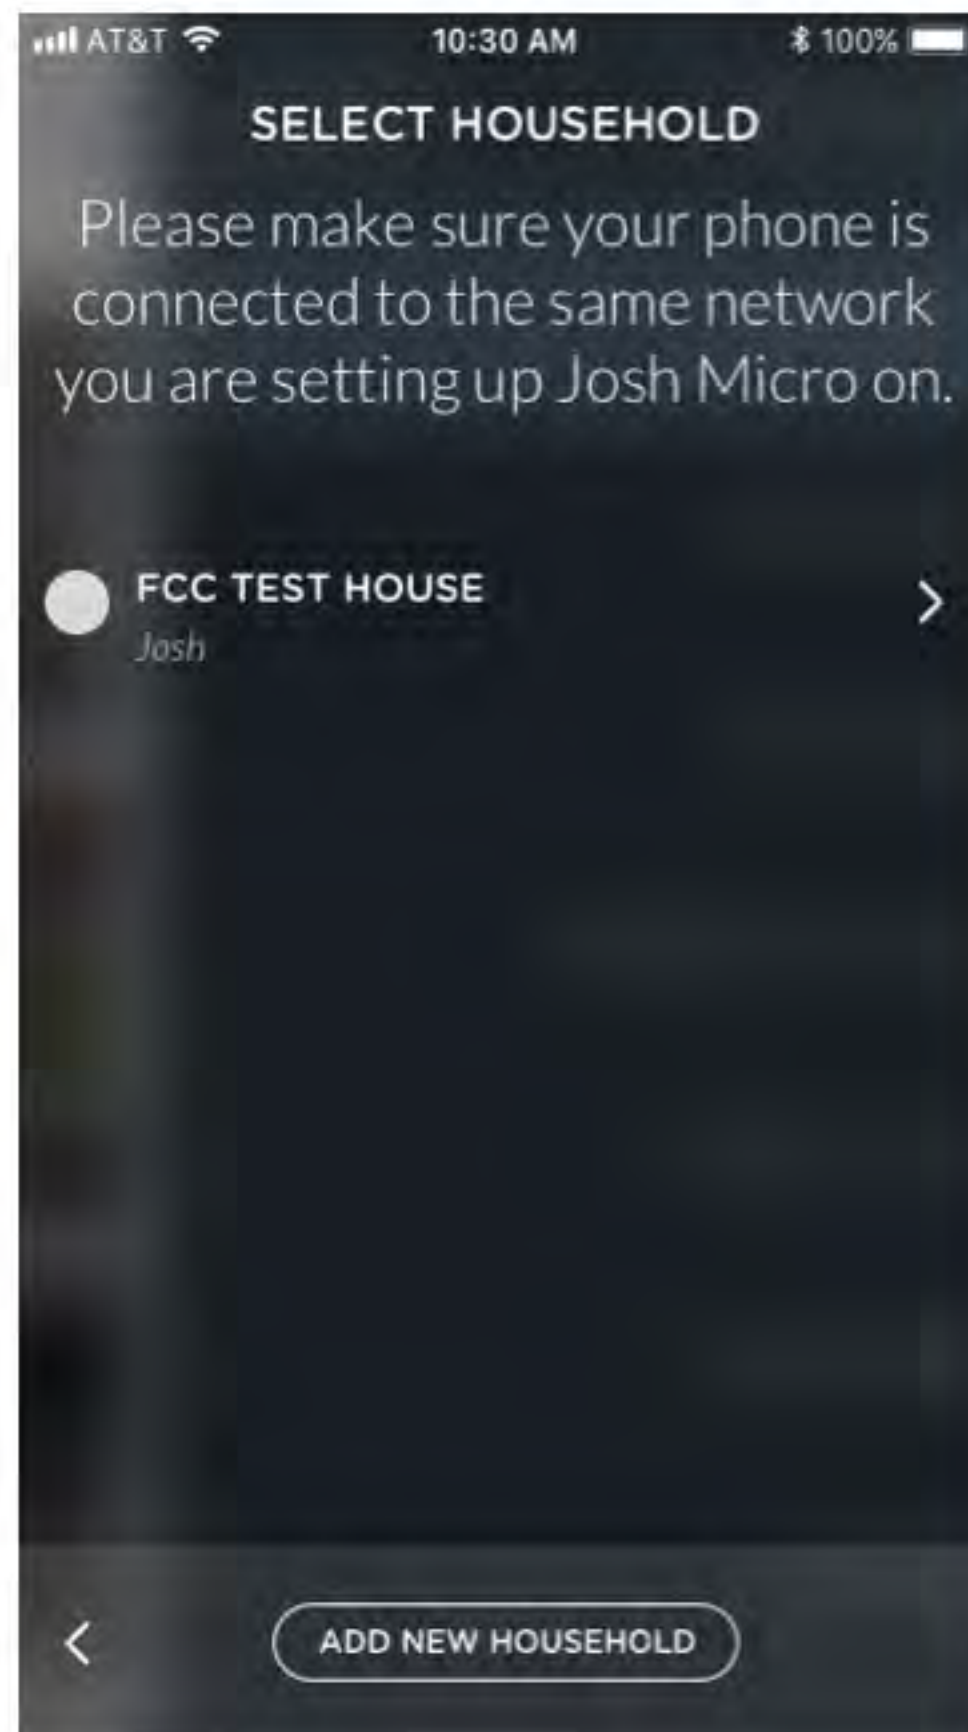 AT&T 10:30 AM 100%
SELECT HOUSEHOLD
Please make sure your phone is
connected to the same network
you are setting up Josh Micro on.
FCC TEST HOUSE
Josh
ADD NEW HOUSEHOLD